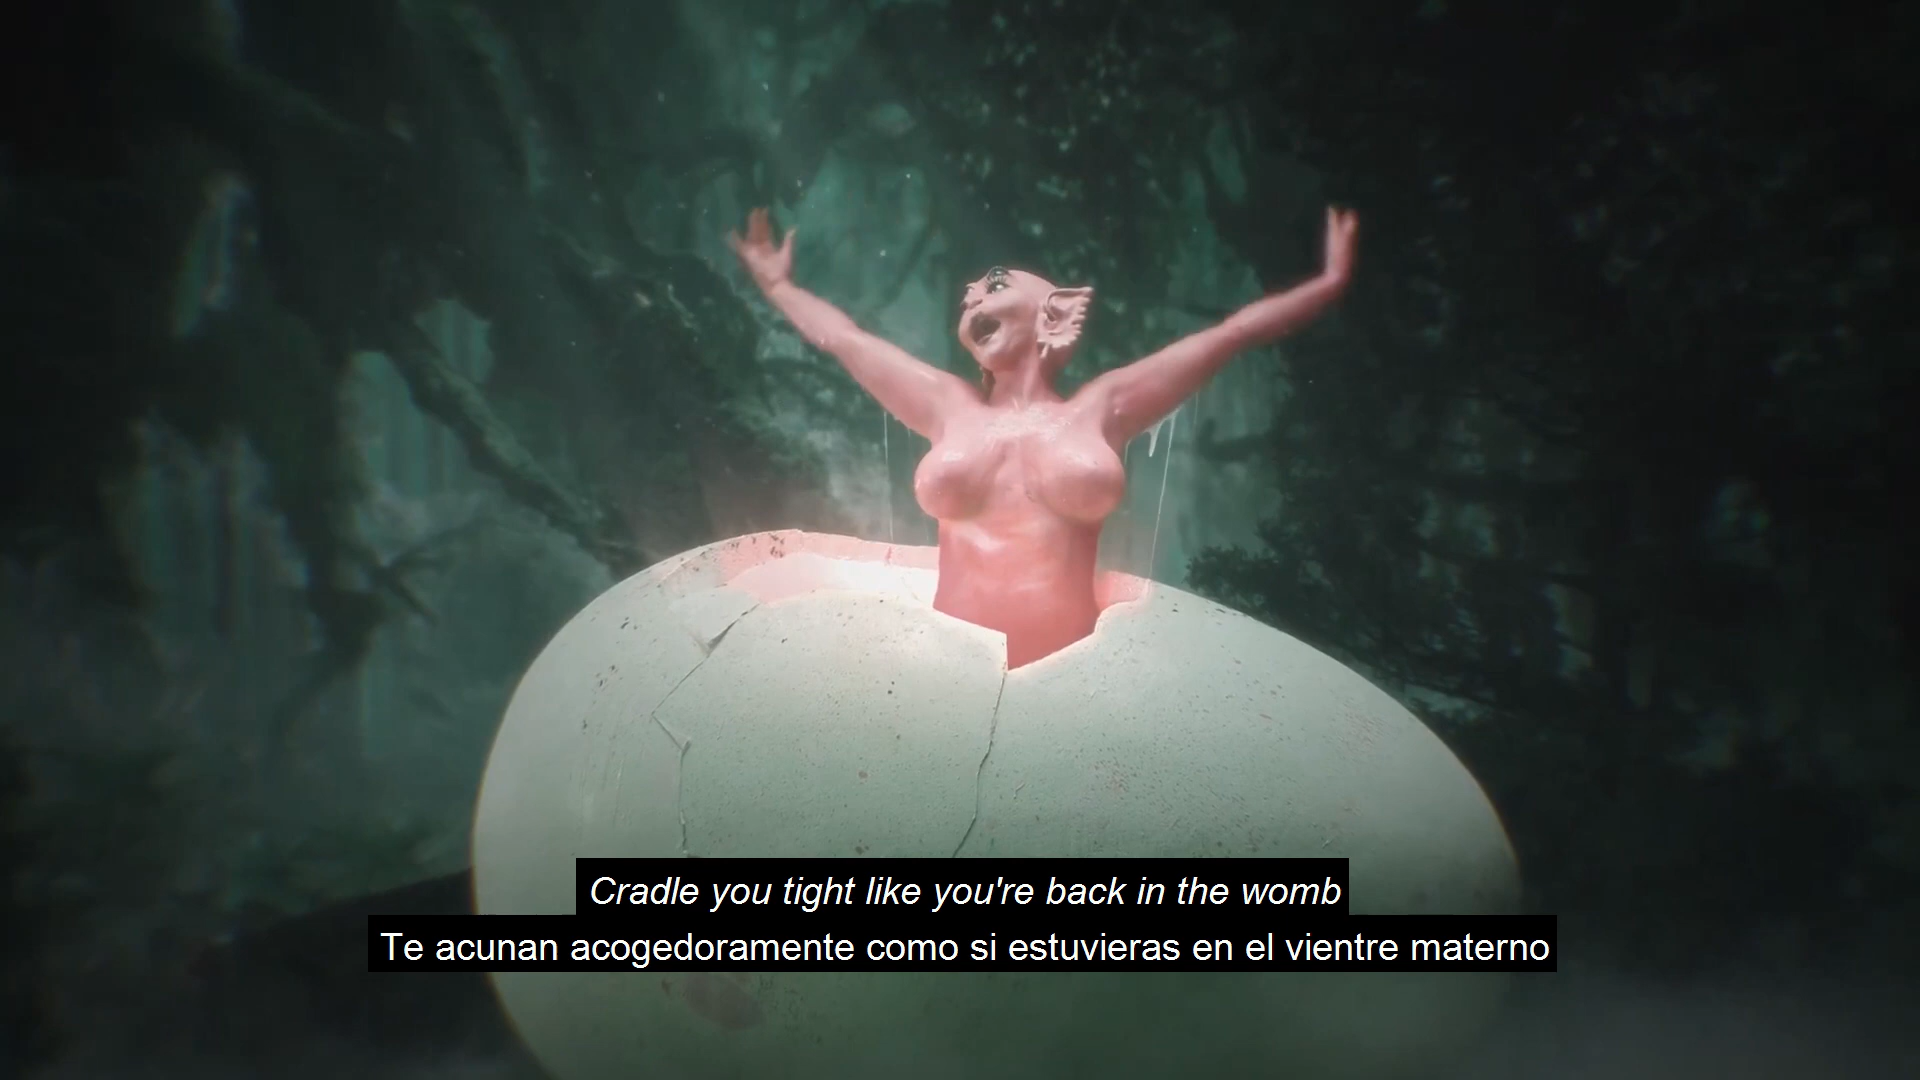 Cradle you tight like you're back in the womb
Te acunan acogedoramente como si estuvieras en el vientre materno